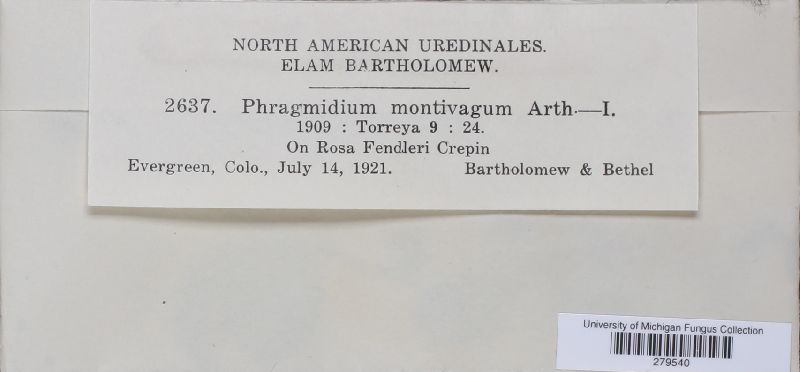 NORTH AMERICAN UREDINALES.
ELAM BARTHOLOMEW.
2637. Phragmidium montivagum Arth.—I.
1909 : Torreya 9 : 24.
On Rosa Fendleri Crepin
Evergreen, Colo., July 14, 1921. Bartholomew & Bethel
University of Michigan Fungus Collection
279540